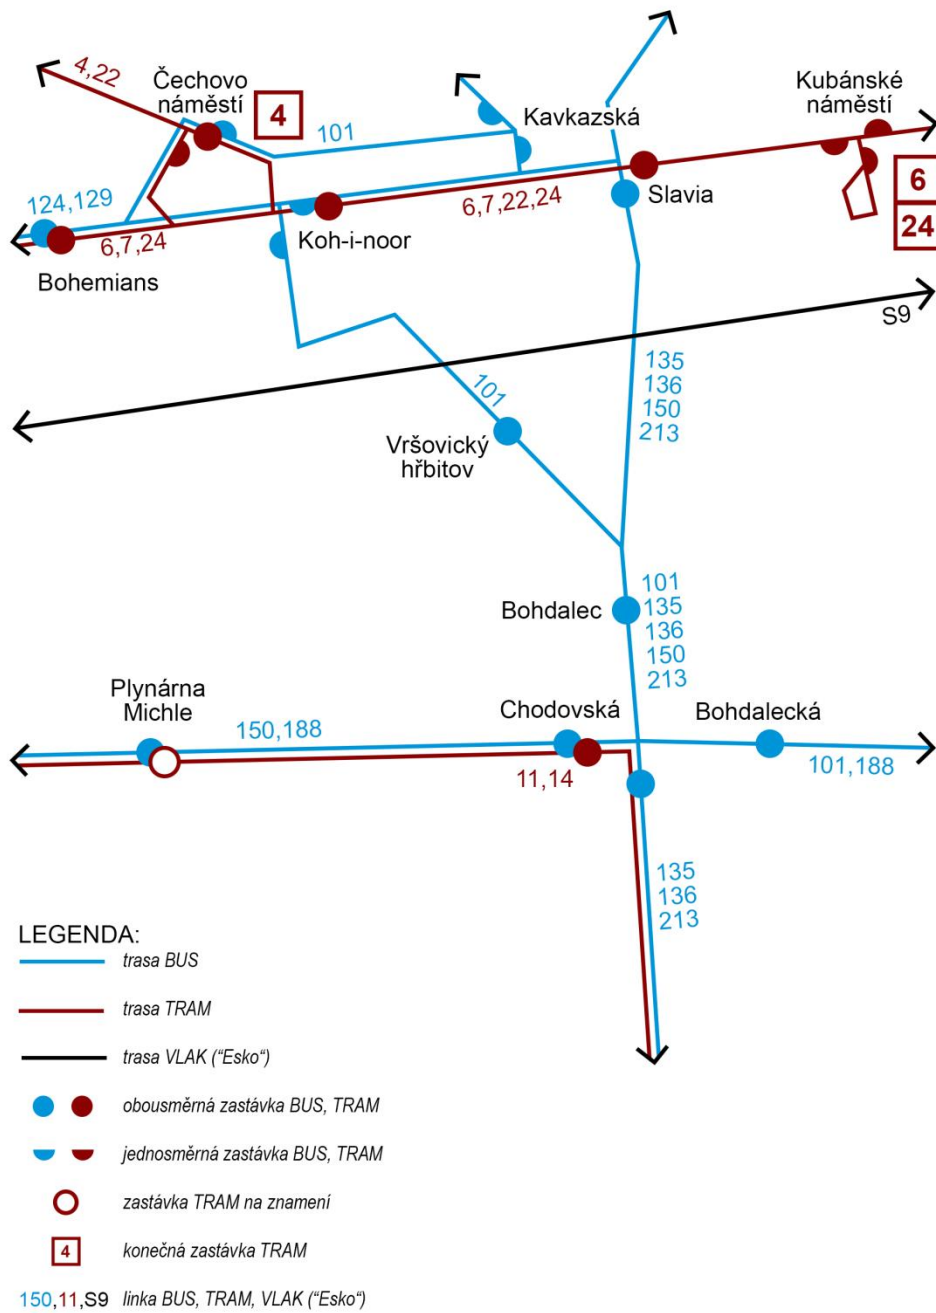 4,22
Čechovo
náměstí
4
101
Kavkazská
Kubánské
náměstí
124,129
6,7,24
Bohemians
Koh-i-noor
6,7,22,24
Slavia
6
24
S9
135
136
150
213
101
Vršovický
hřbitov
Bohdalec
101
135
136
150
213
Plynárna
Michle
150,188
Chodovská
Bohdalecká
11,14
101,188
135
136
213
LEGENDA:
trasa BUS
trasa TRAM
trasa VLAK (“Esko“)
obousměrná zastávka BUS, TRAM
jednosměrná zastávka BUS, TRAM
zastávka TRAM na znamení
4 konečná zastávka TRAM
150,11,S9 linka BUS, TRAM, VLAK (“Esko“)